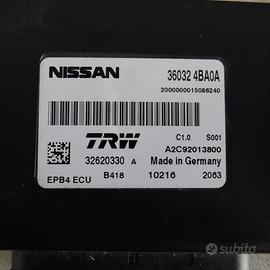 NISSAN 36032 4BA0A
2000000015086240
TRW C1.0 S001
A2C92013800
32620330 A Made in Germany
EPB4 ECU B418 10216 2063
subito